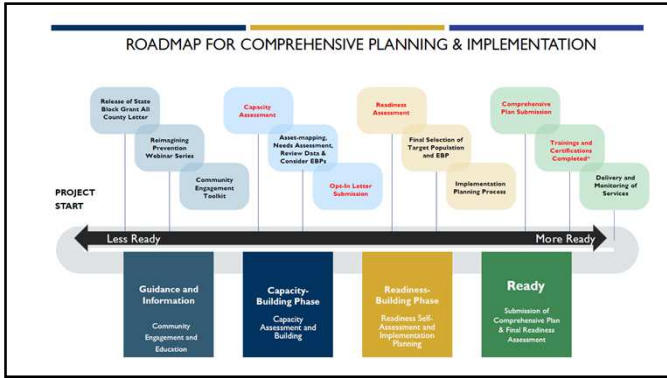 ROADMAP FOR COMPREHENSIVE PLANNING & IMPLEMENTATION
Release of State
Block Grant All
County Letter
Reimagining
Prevention
Webinar Series
Community
Engagement
Toolkit
Capacity
Assessment
Asset-mapping,
Needs Assessment,
Review Data &
Consider EBPs
Opt-In Letter
Submission
Readiness
Assessment
Final Selection of
Target Population
and EBP
Implementation
Planning Process
Comprehensive
Plan Submission
Trainings and
Certifications
Completed*
Delivery and
Monitoring of
Services
PROJECT
START
Less Ready
More Ready
Guidance and
Information
Community
Engagement and
Education
Capacity-
Building Phase
Capacity
Assessment and
Building
Readiness-
Building Phase
Readiness Self-
Assessment and
Implementation
Planning
Ready
Submission of
Comprehensive Plan
& Final Readiness
Assessment